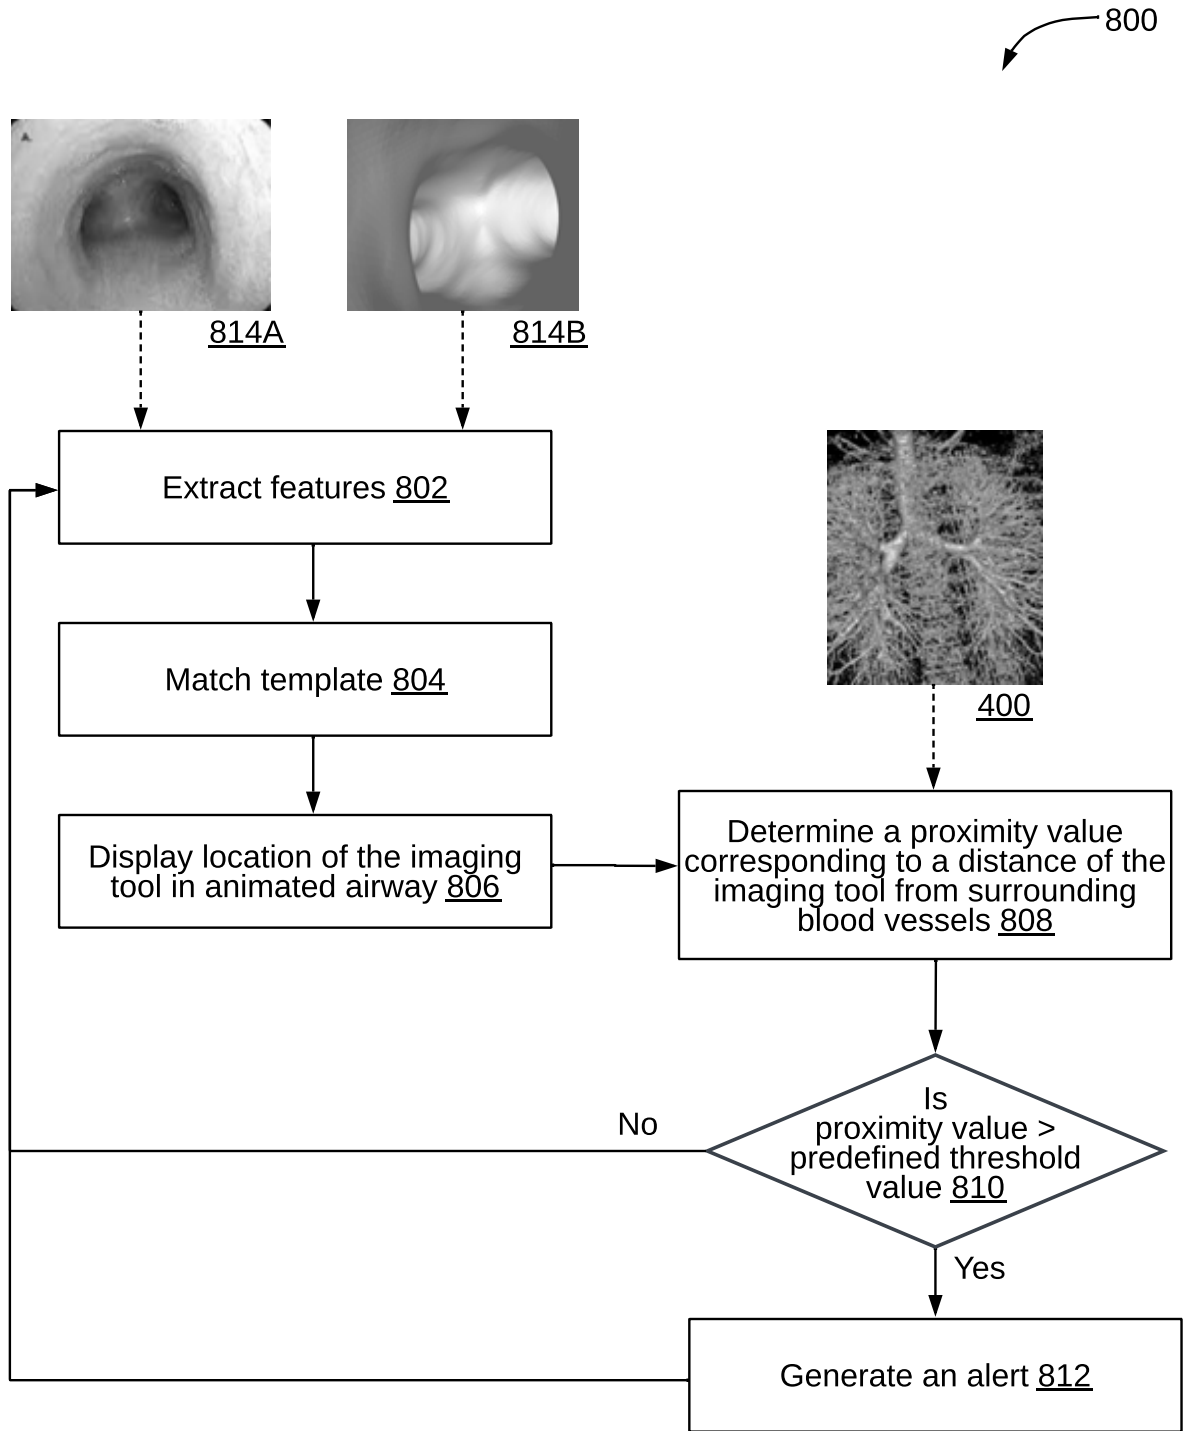 800
814A
814B
Extract features 802
Match template 804
400
Display location of the imaging
tool in animated airway 806
Determine a proximity value
corresponding to a distance of the
imaging tool from surrounding
blood vessels 808
No
Is
proximity value >
predefined threshold
value 810
Yes
Generate an alert 812